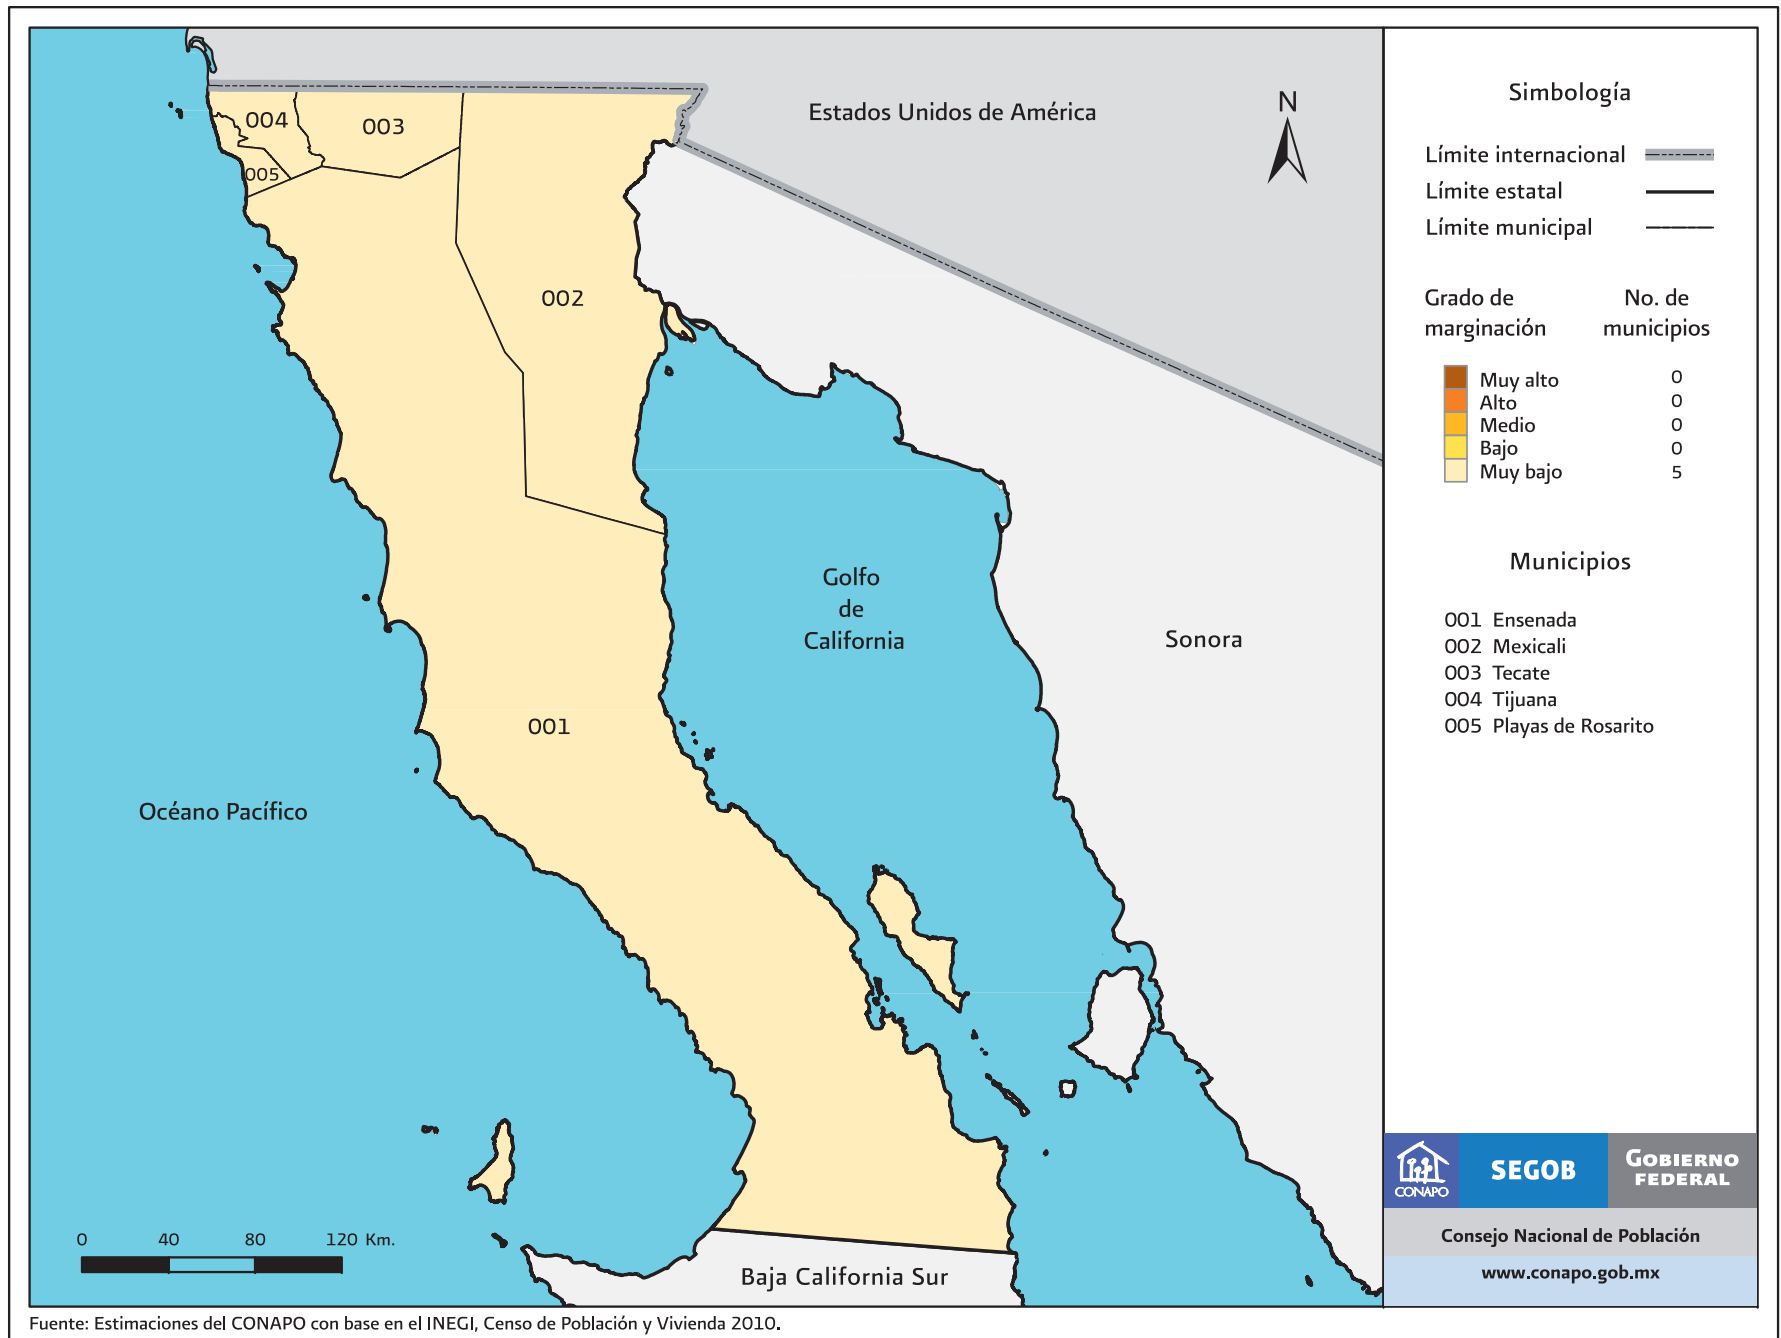 Estados Unidos de América
N
004
003
005
002
001
Golfo
de
California
Sonora
Océano Pacífico
Baja California Sur
0 40 80 120 Km.
Simbología
Límite internacional
Límite estatal
Límite municipal
Grado de marginación
No. de municipios
Muy alto 0
Alto 0
Medio 0
Bajo 0
Muy bajo 5
Municipios
001 Ensenada
002 Mexicali
003 Tecate
004 Tijuana
005 Playas de Rosarito
CONAPO
SEGOB
GOBIERNO
FEDERAL
Consejo Nacional de Población
www.conapo.gob.mx
Fuente: Estimaciones del CONAPO con base en el INEGI, Censo de Población y Vivienda 2010.